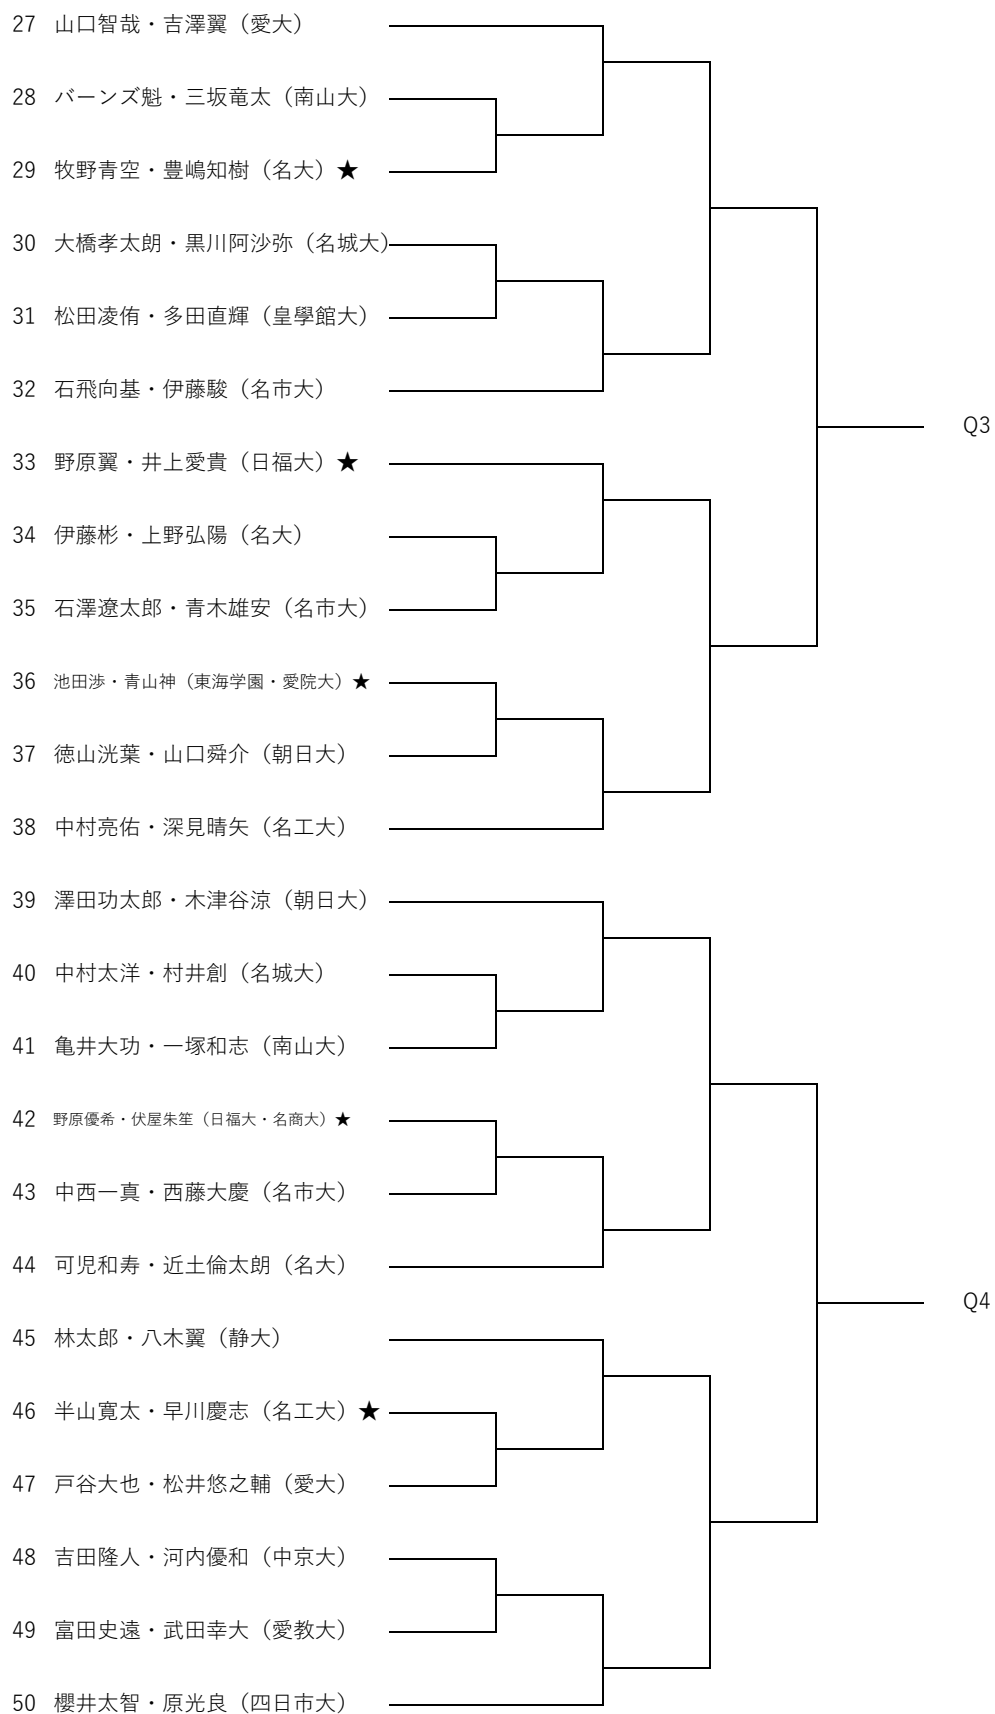 27 山口智哉・吉澤翼（愛大）
28 バーンズ魁・三坂竜太（南山大）
29 牧野青空・豊嶋知樹（名大）★
30 大橋孝太朗・黒川阿沙弥（名城大）
31 松田凌侑・多田直輝（皇學館大）
32 石飛向基・伊藤駿（名市大）
Q3
33 野原翼・井上愛貴（日福大）★
34 伊藤彬・上野弘陽（名大）
35 石澤遼太郎・青木雄安（名市大）
36 池田渉・青山神（東海学園・愛院大）★
37 徳山洸葉・山口舜介（朝日大）
38 中村亮佑・深見晴矢（名工大）
39 澤田功太郎・木津谷涼（朝日大）
40 中村太洋・村井創（名城大）
41 亀井大功・一塚和志（南山大）
42 野原優希・伏屋朱笙（日福大・名商大）★
43 中西一真・西藤大慶（名市大）
44 可児和寿・近土倫太朗（名大）
Q4
45 林太郎・八木翼（静大）
46 半山寛太・早川慶志（名工大）★
47 戸谷大也・松井悠之輔（愛大）
48 吉田隆人・河内優和（中京大）
49 富田史遠・武田幸大（愛教大）
50 櫻井太智・原光良（四日市大）